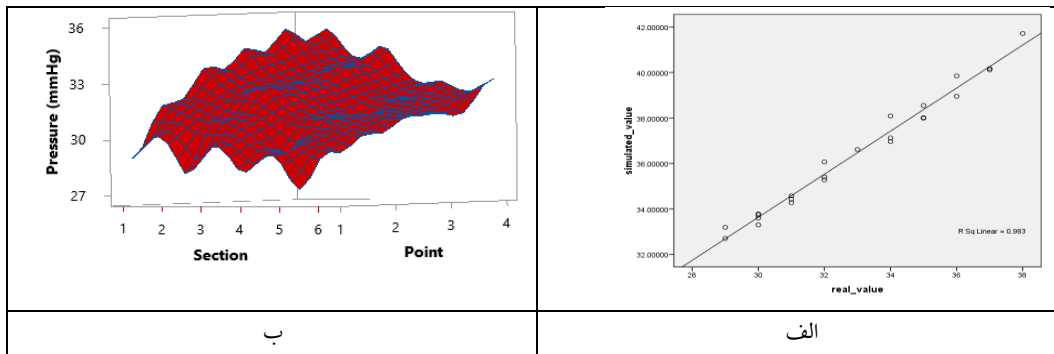 36
33
30
27
Pressure (mmHg)
1 2 3 4 5 6 1 2 3 4
Section Point
42.00000
40.00000
38.00000
36.00000
34.00000
32.00000
simulated_value
R Sq Linear = 0.983
28 30 32 34 36 38
real_value
ب
الف